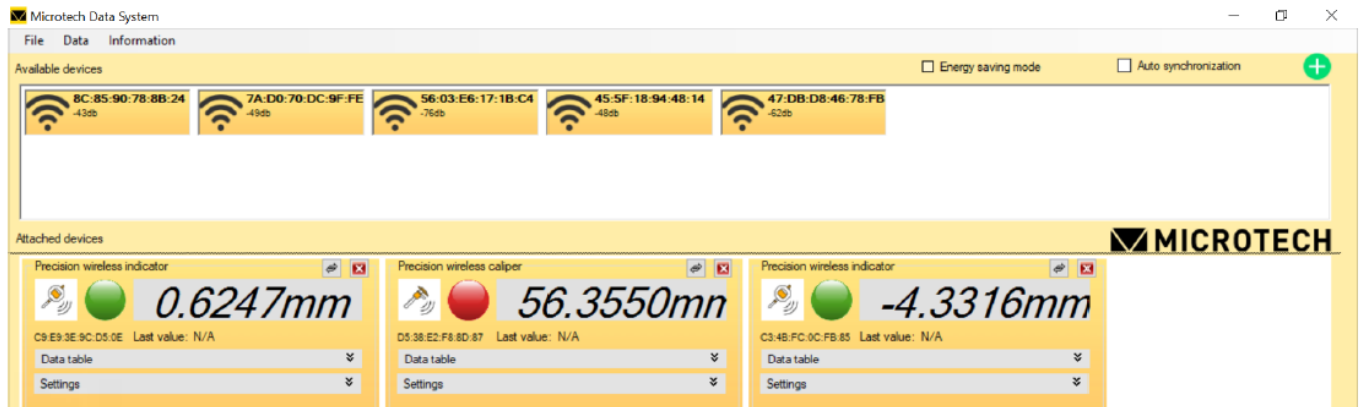 Microtech Data System
File Data Information
Available devices
Energy saving mode
Auto synchronization
8C:85:90:78:8B:24
-43db
7A:D0:70:DC:9F:FE
-49db
56:03:E6:17:1B:C4
-76db
45:5F:18:94:48:14
-48db
47:DB:D8:46:78:FB
-62db
Attached devices
MICROTECH
Precision wireless indicator
0.6247mm
C9:E9:3E:9C:D5:0E Last value: N/A
Data table
Settings
Precision wireless caliper
56.3550mm
D5:38:E2:F8:8D:87 Last value: N/A
Data table
Settings
Precision wireless indicator
-4.3316mm
C3:4B:FC:0C:FB:85 Last value: N/A
Data table
Settings